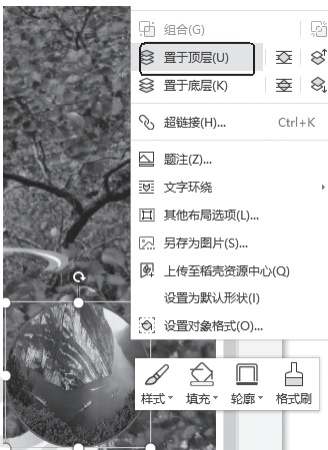 组合(G)
置于顶层(U)
置于底层(K)
超链接(H)... Ctrl+K
题注(Z)...
文字环绕
其他布局选项(L)...
另存为图片(S)...
上传至稻壳资源中心(Q)
设置为默认形状(I)
设置对象格式(O)...
样式 填充 轮廓 格式刷